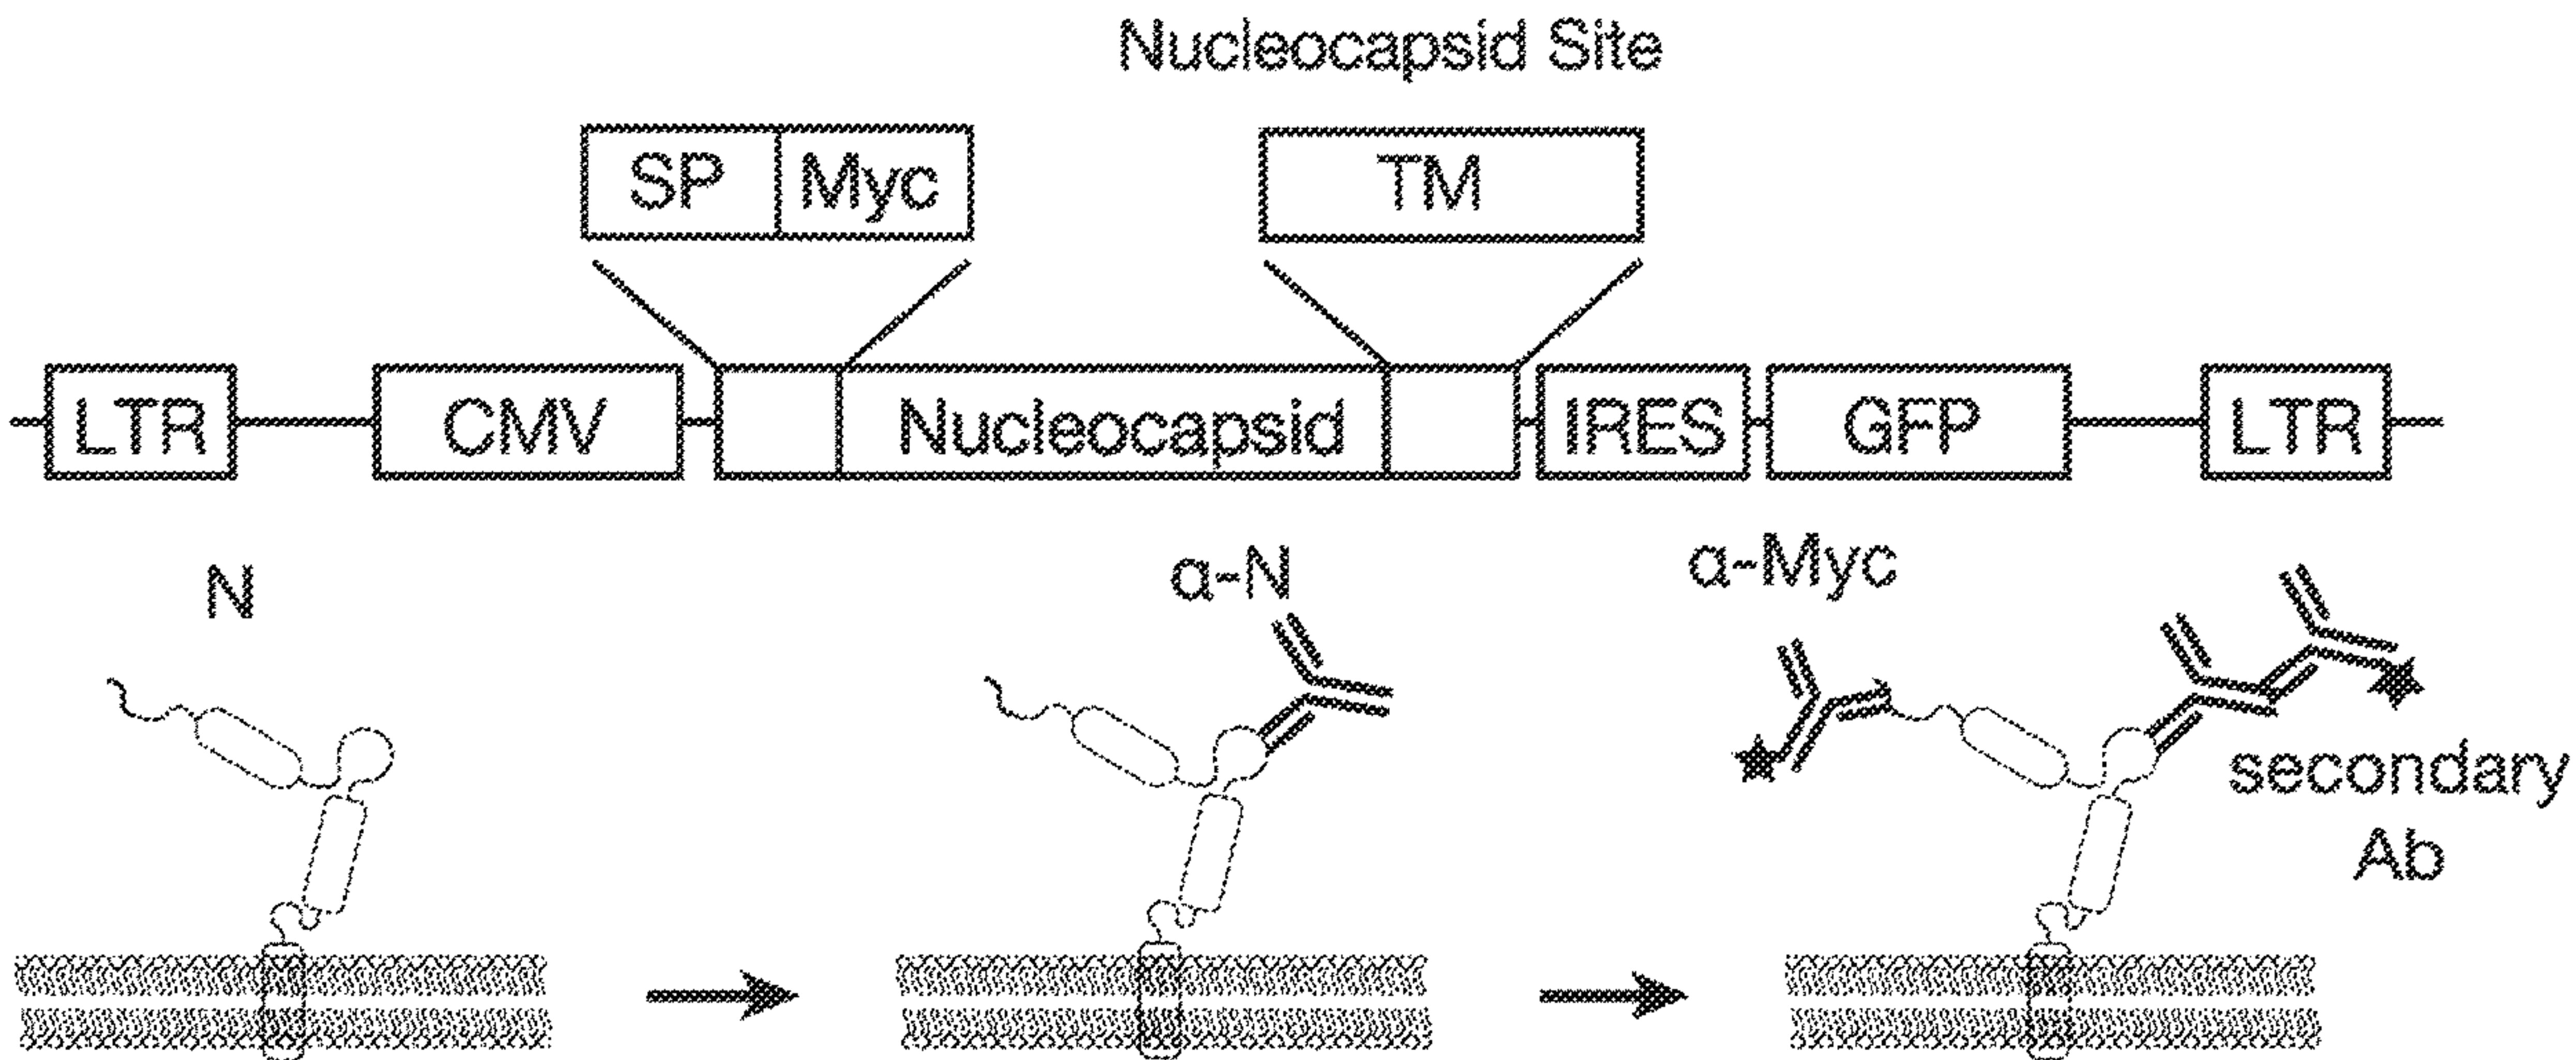 Nucleocapsid Site
SP Myc TM
LTR CMV Nucleocapsid IRES GFP LTR
N α-N α-Myc
secondary
Ab